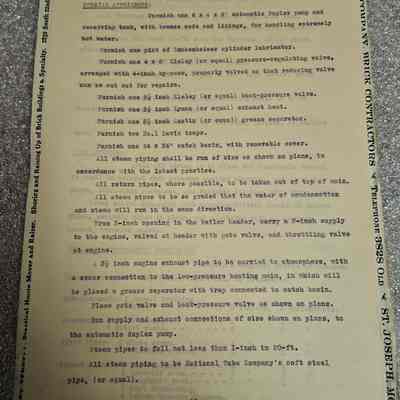 STEAM APPLIANCES.
Furnish one 6 x 4 x 6" automatic Duplex pump and
receiving tank, with bronze rods and linings, for handling extremely
hot water.
Furnish one pint of Lunkenheimer cylinder lubricator.
Furnish one 4 x 6" Kieley (or equal) pressure-regulating valve,
arranged with 4-inch by-pass, properly valved so that reducing valve
can be cut out for repairs.
Furnish one 3½ inch Kieley (or equal) back-pressure valve.
Furnish one 3½ inch Lyman (or equal) exhaust head.
Furnish one 3½ inch Austin (or equal) grease separator.
Furnish two No.1 Lewis traps.
Furnish one 24 x 24" catch basin, with removable cover.
All steam piping shall be run of size as shown on plans, in
accordance with the latest practice.
All return pipes, where possible, to be taken out of top of main.
All steam pipes to be so graded that the water of condensation
and steam will run in the same direction.
From 3-inch opening in the boiler header, carry a 3-inch supply
to the engine, valved at header with gate valve, and throttling valve
at engine.
A 3½ inch engine exhaust pipe to be carried to atmosphere, with
a cross connection to the low-pressure heating main, in which will
be placed a grease separator with trap connected to catch basin.
Place gate valve and back-pressure valve as shown on plans.
Run supply and exhaust connections of size shown on plans, to
the automatic duplex pump.
Steam pipes to fall not less than 1-inch in 20-ft.
All steam piping to be National Tube Company's soft steel
pipe, (or equal).
Shoring and Raising Up of Brick Buildings a Specialty.
Practical House Mover and Raiser.
BRICK CONTRACTORS
TELEPHONE 3828 OLD
ST. JOSEPH, MO